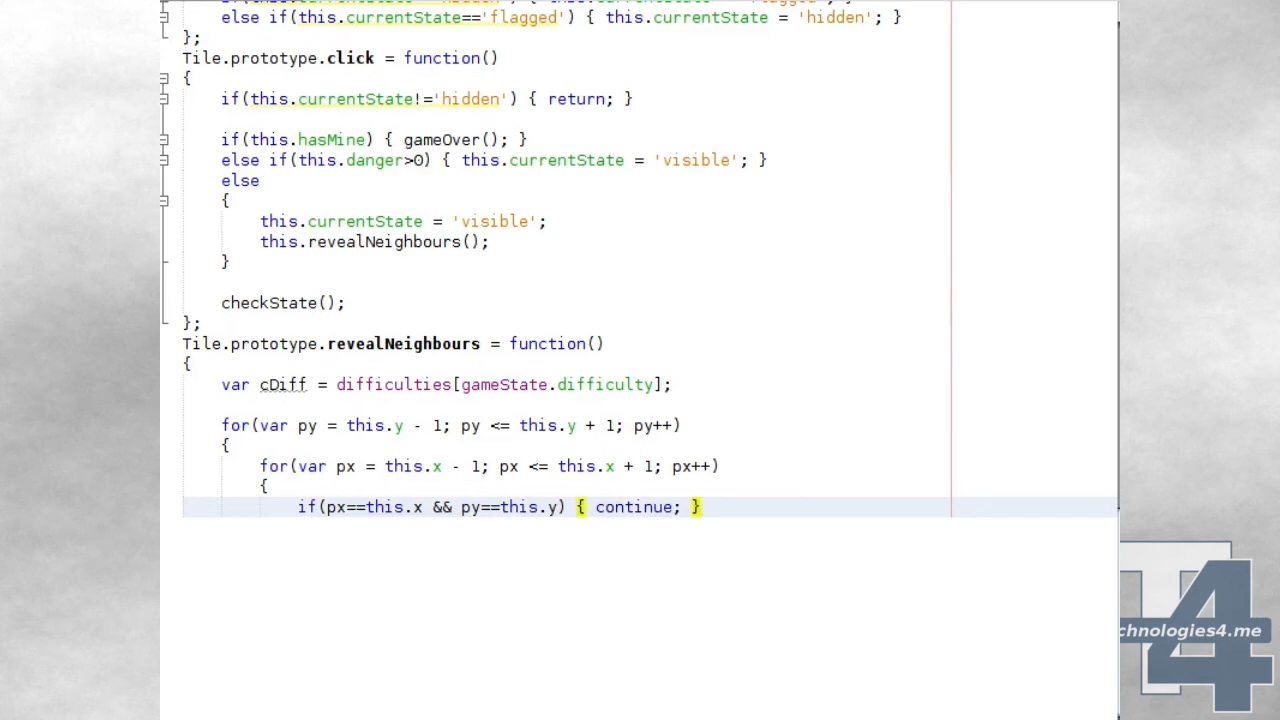 else if(this.currentState=='flagged') { this.currentState = 'hidden'; }
};
Tile.prototype.click = function()
{
if(this.currentState!='hidden') { return; }
if(this.hasMine) { gameOver(); }
else if(this.danger>0) { this.currentState = 'visible'; }
else
{
this.currentState = 'visible';
this.revealNeighbours();
}
checkState();
};
Tile.prototype.revealNeighbours = function()
{
var cDiff = difficulties[gameState.difficulty];
for(var py = this.y - 1; py <= this.y + 1; py++)
{
for(var px = this.x - 1; px <= this.x + 1; px++)
{
if(px==this.x && py==this.y) { continue; }
T4
chnologies4.me